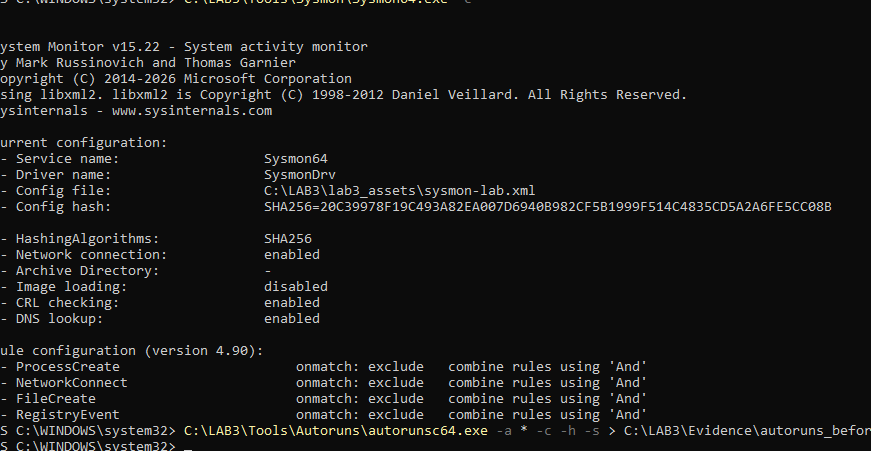 S C:\WINDOWS\system32> C:\LAB3\Tools\Sysmon\Sysmon64.exe -c
ystem Monitor v15.22 - System activity monitor
y Mark Russinovich and Thomas Garnier
opyright (C) 2014-2026 Microsoft Corporation
sing libxml2. libxml2 is Copyright (C) 1998-2012 Daniel Veillard. All Rights Reserved.
ysinternals - www.sysinternals.com
urrent configuration:
- Service name: Sysmon64
- Driver name: SysmonDrv
- Config file: C:\LAB3\lab3_assets\sysmon-lab.xml
- Config hash: SHA256=20C39978F19C493A82EA007D6940B982CF5B1999F514C4835CD5A2A6FE5CC08B
- HashingAlgorithms: SHA256
- Network connection: enabled
- Archive Directory: -
- Image loading: disabled
- CRL checking: enabled
- DNS lookup: enabled
ule configuration (version 4.90):
- ProcessCreate onmatch: exclude combine rules using 'And'
- NetworkConnect onmatch: exclude combine rules using 'And'
- FileCreate onmatch: exclude combine rules using 'And'
- RegistryEvent onmatch: exclude combine rules using 'And'
S C:\WINDOWS\system32> C:\LAB3\Tools\Autoruns\autorunsc64.exe -a * -c -h -s > C:\LAB3\Evidence\autoruns_befor
S C:\WINDOWS\system32> _